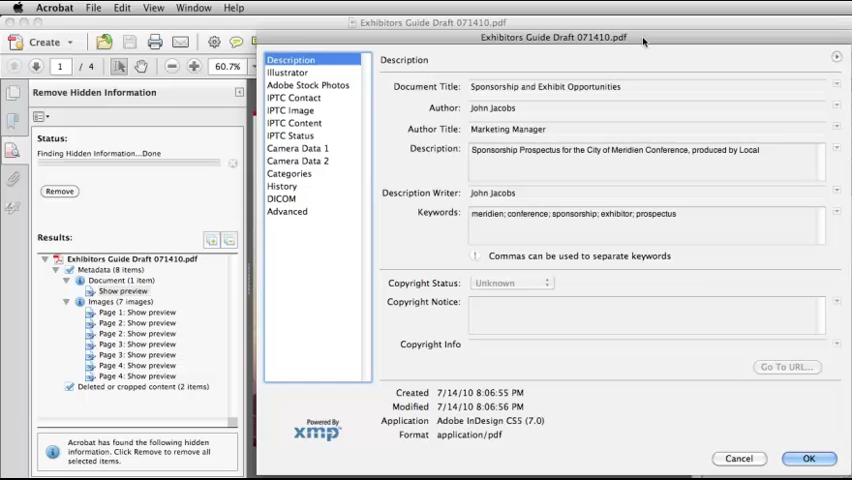 Acrobat File Edit View Window Help
Exhibitors Guide Draft 071410.pdf
Create
1 / 4 60.7%
Remove Hidden Information
Status:
Finding Hidden Information...Done
Remove
Results:
Exhibitors Guide Draft 071410.pdf
Metadata (8 items)
Document (1 item)
Show preview
Images (7 images)
Page 1: Show preview
Page 2: Show preview
Page 2: Show preview
Page 3: Show preview
Page 3: Show preview
Page 4: Show preview
Page 4: Show preview
Deleted or cropped content (2 items)
Acrobat has found the following hidden
information. Click Remove to remove all
selected items.
Exhibitors Guide Draft 071410.pdf
Description
Illustrator
Adobe Stock Photos
IPTC Contact
IPTC Image
IPTC Content
IPTC Status
Camera Data 1
Camera Data 2
Categories
History
DICOM
Advanced
Description
Document Title: Sponsorship and Exhibit Opportunities
Author: John Jacobs
Author Title: Marketing Manager
Description: Sponsorship Prospectus for the City of Meridien Conference, produced by Local
Description Writer: John Jacobs
Keywords: meridien; conference; sponsorship; exhibitor; prospectus
! Commas can be used to separate keywords
Copyright Status: Unknown
Copyright Notice:
Copyright Info
Go To URL...
Created 7/14/10 8:06:55 PM
Modified 7/14/10 8:06:56 PM
Application Adobe InDesign CS5 (7.0)
Format application/pdf
Powered By
xmp
Cancel OK